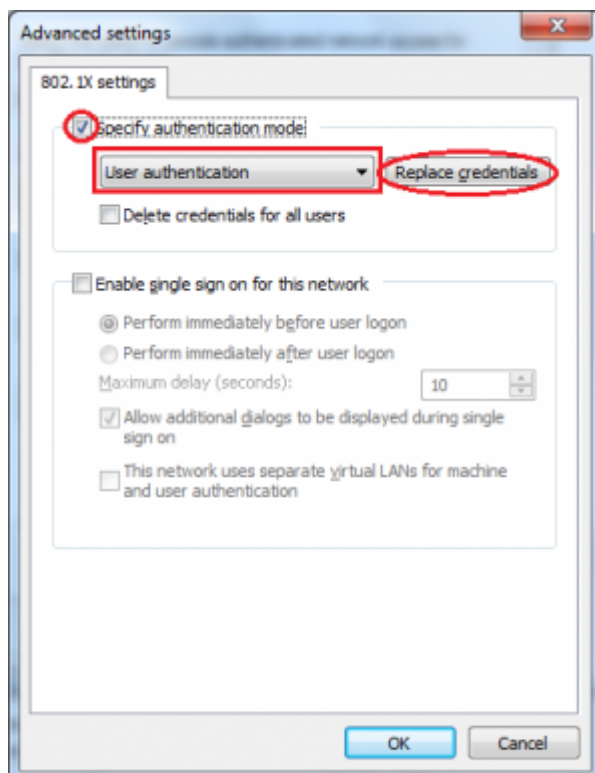 Advanced settings
802.1X settings
Specify authentication mode
User authentication
Replace credentials
Delete credentials for all users
Enable single sign on for this network
Perform immediately before user logon
Perform immediately after user logon
Maximum delay (seconds):
10
Allow additional dialogs to be displayed during single
sign on
This network uses separate virtual LANs for machine
and user authentication
OK
Cancel